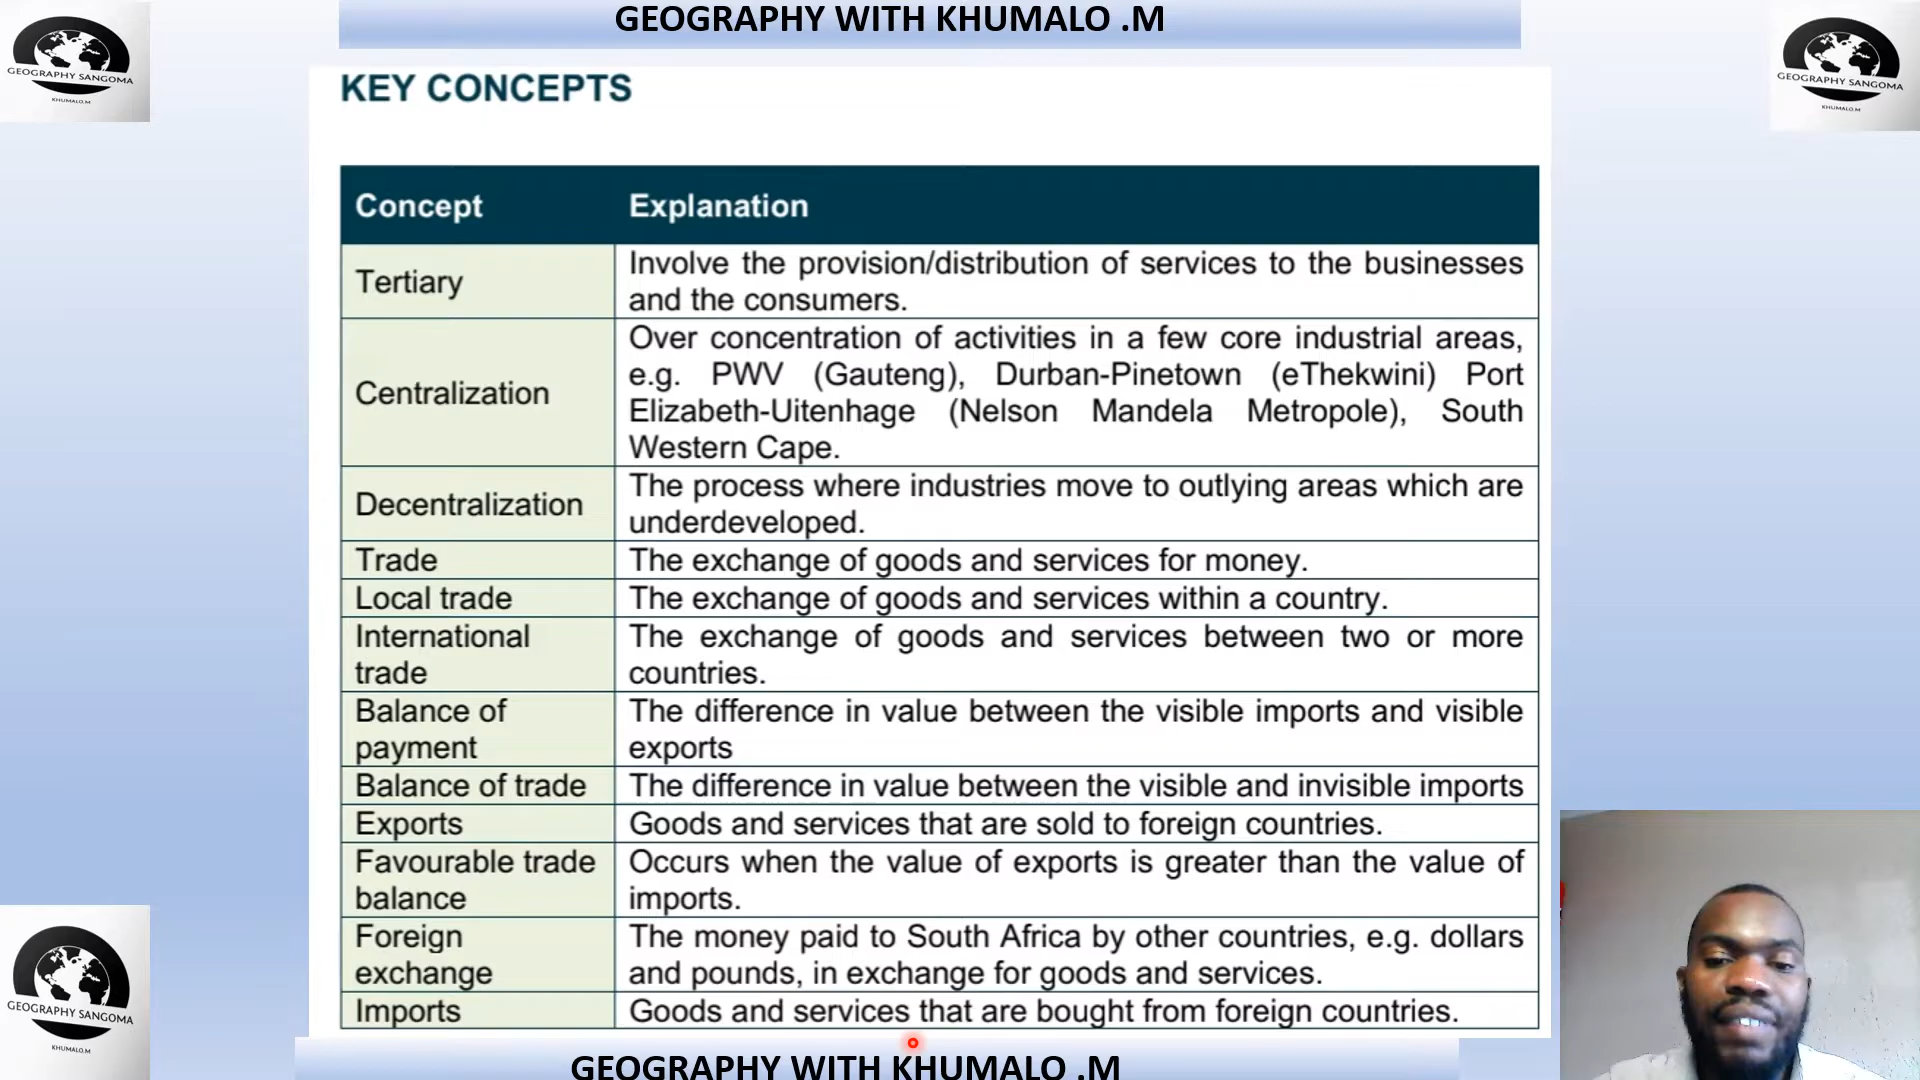 GEOGRAPHY WITH KHUMALO .M
GEOGRAPHY SANGOMA
KHUMALO.M
GEOGRAPHY SANGOMA
KHUMALO.M
KEY CONCEPTS
Concept Explanation
Tertiary
Involve the provision/distribution of services to the businesses
and the consumers.
Centralization
Over concentration of activities in a few core industrial areas,
e.g. PWV (Gauteng), Durban-Pinetown (eThekwini) Port
Elizabeth-Uitenhage (Nelson Mandela Metropole), South
Western Cape.
Decentralization
The process where industries move to outlying areas which are
underdeveloped.
Trade The exchange of goods and services for money.
Local trade The exchange of goods and services within a country.
International
trade
The exchange of goods and services between two or more
countries.
Balance of
payment
The difference in value between the visible imports and visible
exports
Balance of trade The difference in value between the visible and invisible imports
Exports Goods and services that are sold to foreign countries.
Favourable trade
balance
Occurs when the value of exports is greater than the value of
imports.
Foreign
exchange
The money paid to South Africa by other countries, e.g. dollars
and pounds, in exchange for goods and services.
Imports Goods and services that are bought from foreign countries.
GEOGRAPHY SANGOMA
KHUMALO.M
GEOGRAPHY WITH KHUMALO .M